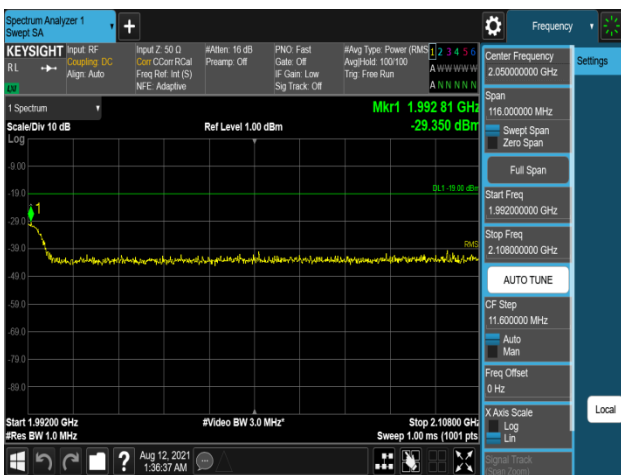 Spectrum Analyzer 1
Swept SA
+
Frequency
KEYSIGHT
RL
Input: RF
Coupling: DC
Align: Auto
Input Z: 50 Ω
Corr CCorr RCal
Freq Ref: Int (S)
NFE: Adaptive
#Atten: 16 dB
Preamp: Off
PNO: Fast
Gate: Off
IF Gain: Low
Sig Track: Off
#Avg Type: Power (RMS
Avg|Hold: 100/100
Trig: Free Run
1 2 3 4 5 6
A W W W W W
A N N N N N
LW
1 Spectrum
Scale/Div 10 dB
Log
Ref Level 1.00 dBm
Mkr1 1.992 81 GHz
-29.350 dBm
-9.00
-19.0
-29.0
-39.0
-49.0
-59.0
-69.0
-79.0
-89.0
DL1 -19.00 dBm
1
RMS
Start 1.99200 GHz
#Res BW 1.0 MHz
#Video BW 3.0 MHz*
Stop 2.10800 GHz
Sweep 1.00 ms (1001 pts
Center Frequency
2.050000000 GHz
Settings
Span
116.000000 MHz
Swept Span
Zero Span
Full Span
Start Freq
1.992000000 GHz
Stop Freq
2.108000000 GHz
AUTO TUNE
CF Step
11.600000 MHz
Auto
Man
Freq Offset
0 Hz
X Axis Scale
Log
Lin
Local
Signal Track
(Span Zoom)
?
Aug 12, 2021
1:36:37 AM